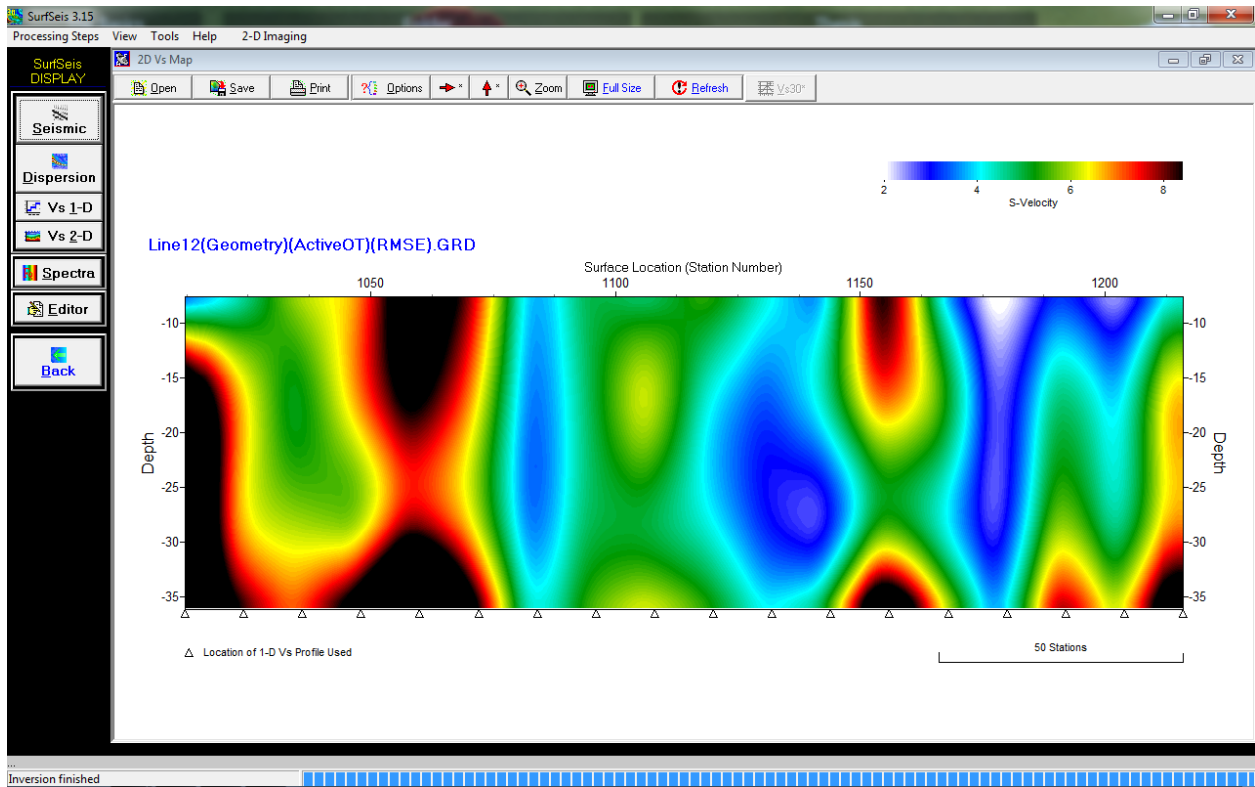 SurfSeis 3.15
Processing Steps View Tools Help 2-D Imaging
SurfSeis
DISPLAY
Seismic
Dispersion
Vs 1-D
Vs 2-D
Spectra
Editor
Back
2D Vs Map
Open Save Print Options Zoom Full Size Refresh Vs30*
2 4 6 8
S-Velocity
Line12(Geometry)(ActiveOT)(RMSE).GRD
Surface Location (Station Number)
1050 1100 1150 1200
Depth
-10
-15
-20
-25
-30
-35
-10
-15
-20
-25
-30
-35
Depth
Location of 1-D Vs Profile Used
50 Stations
...
Inversion finished